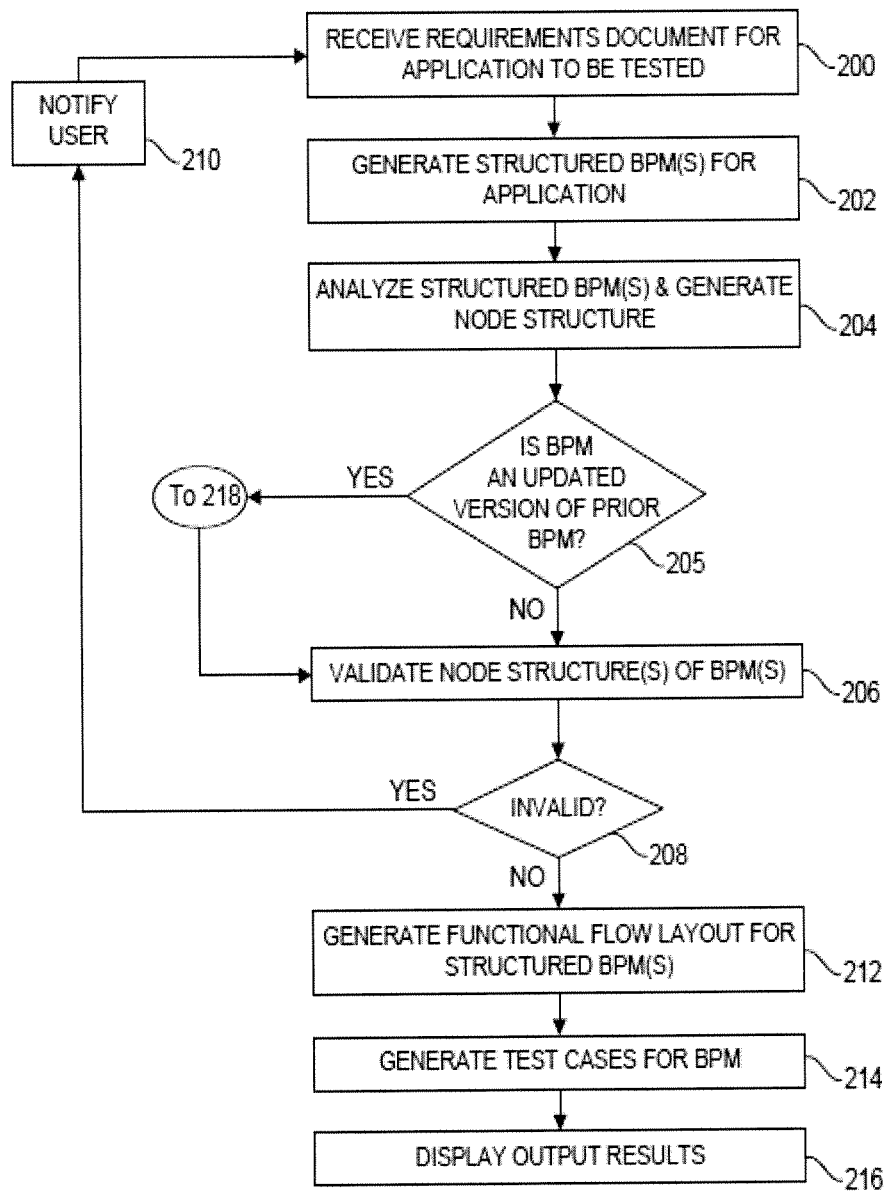 RECEIVE REQUIREMENTS DOCUMENT FOR
APPLICATION TO BE TESTED
200
NOTIFY
USER
210
GENERATE STRUCTURED BPM(S) FOR
APPLICATION
202
ANALYZE STRUCTURED BPM(S) & GENERATE
NODE STRUCTURE
204
IS BPM
AN UPDATED
VERSION OF PRIOR
BPM?
205
YES
To 218
NO
VALIDATE NODE STRUCTURE(S) OF BPM(S)
206
YES
INVALID?
208
NO
GENERATE FUNCTIONAL FLOW LAYOUT FOR
STRUCTURED BPM(S)
212
GENERATE TEST CASES FOR BPM
214
DISPLAY OUTPUT RESULTS
216